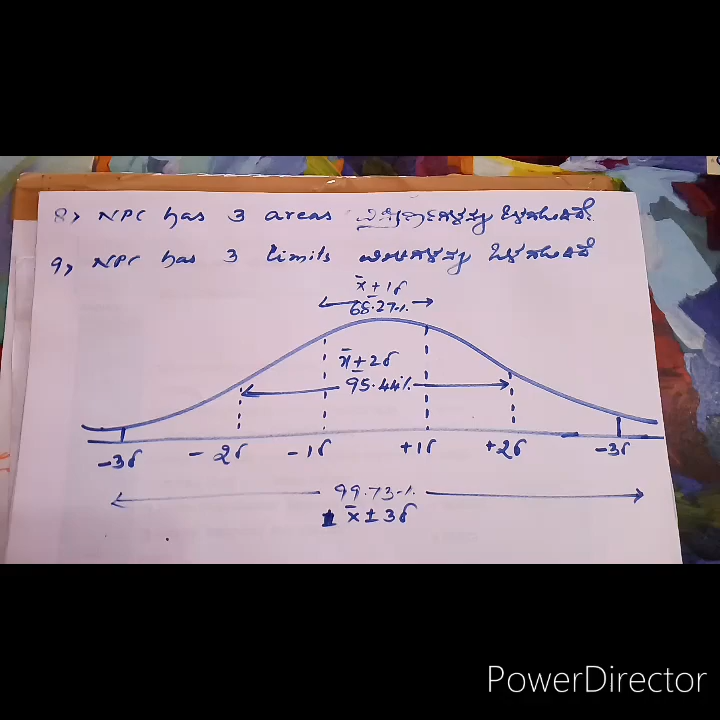 8, NPC has 3 areas
9, NPC has 3 limits
x̄ ± 1σ
68.27%
x̄ ± 2σ
95.44%
-3σ -2σ -1σ +1σ +2σ -3σ
99.73%
x̄ ± 3σ
PowerDirector